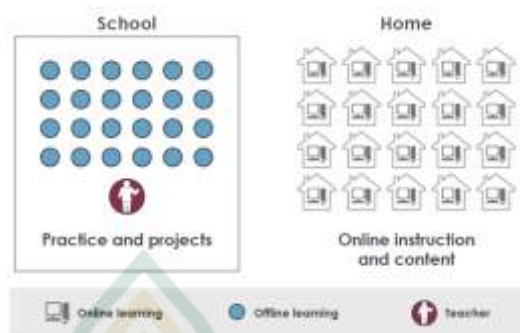 School
Home
Practice and projects
Online instruction
and content
Online learning
Offline learning
Teacher